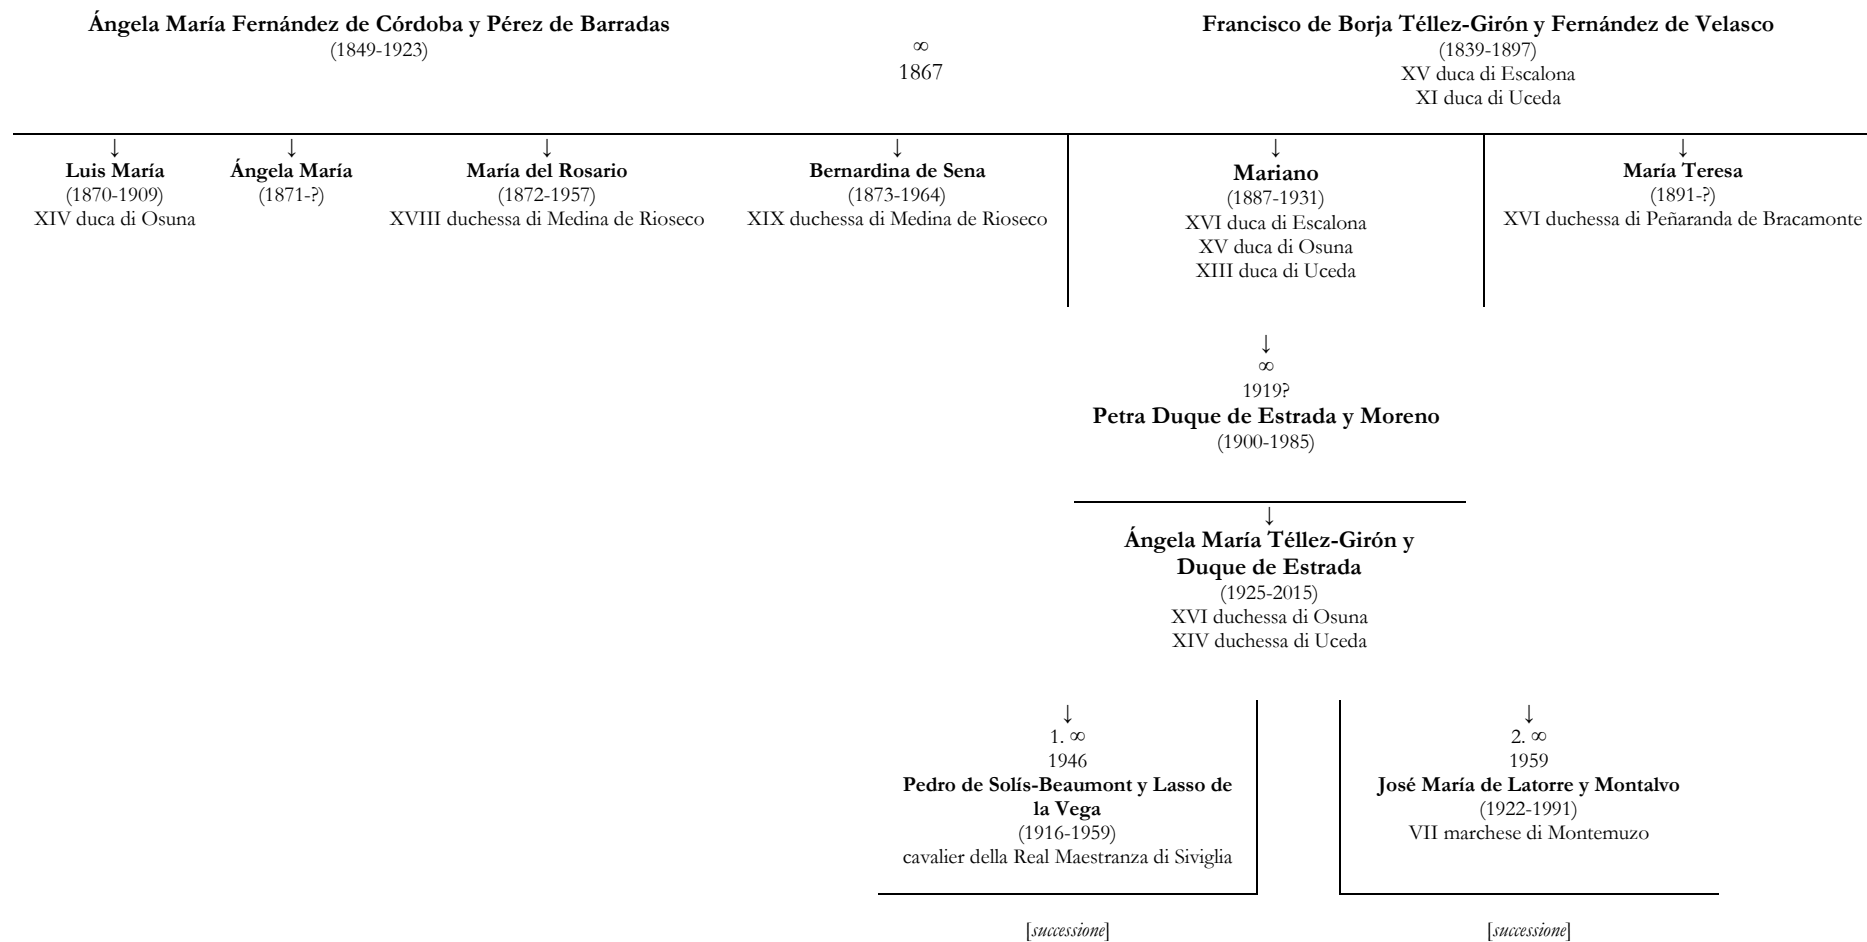 Ángela María Fernández de Córdoba y Pérez de Barradas
(1849-1923)
∞
1867
Francisco de Borja Téllez-Girón y Fernández de Velasco
(1839-1897)
XV duca di Escalona
XI duca di Uceda
↓
Luis María
(1870-1909)
XIV duca di Osuna
↓
Ángela María
(1871-?)
↓
María del Rosario
(1872-1957)
XVIII duchessa di Medina de Rioseco
↓
Bernardina de Sena
(1873-1964)
XIX duchessa di Medina de Rioseco
↓
Mariano
(1887-1931)
XVI duca di Escalona
XV duca di Osuna
XIII duca di Uceda
↓
María Teresa
(1891-?)
XVI duchessa di Peñaranda de Bracamonte
↓
∞
1919?
Petra Duque de Estrada y Moreno
(1900-1985)
↓
Ángela María Téllez-Girón y
Duque de Estrada
(1925-2015)
XVI duchessa di Osuna
XIV duchessa di Uceda
↓
1. ∞
1946
Pedro de Solís-Beaumont y Lasso de
la Vega
(1916-1959)
cavalier della Real Maestranza di Siviglia
[successione]
↓
2. ∞
1959
José María de Latorre y Montalvo
(1922-1991)
VII marchese di Montemuzo
[successione]